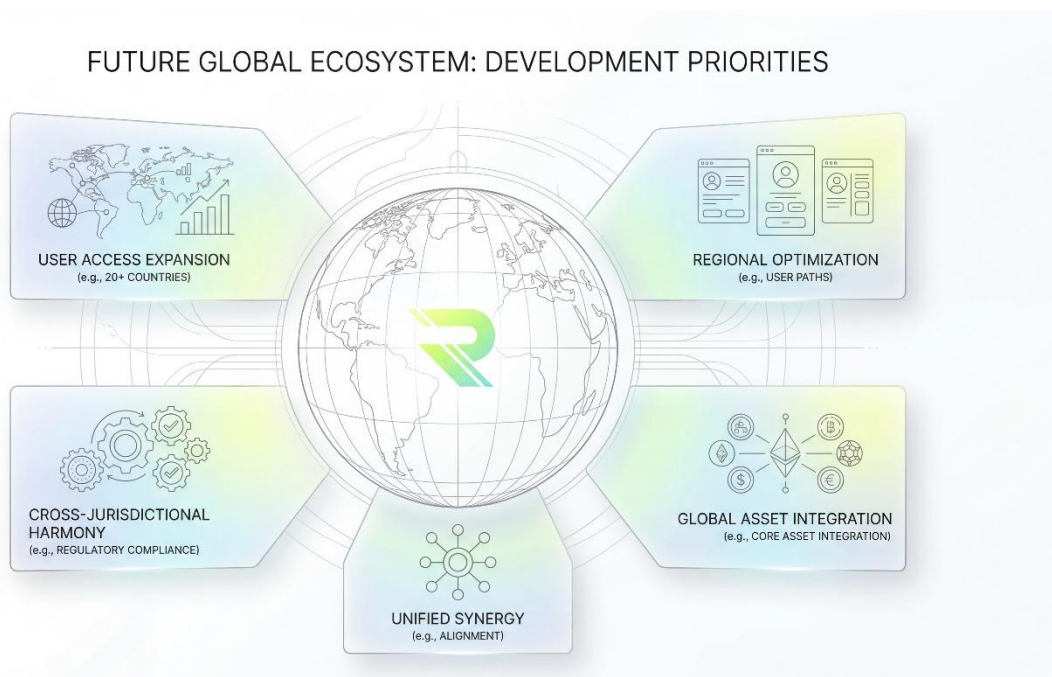 FUTURE GLOBAL ECOSYSTEM: DEVELOPMENT PRIORITIES
USER ACCESS EXPANSION
(e.g., 20+ COUNTRIES)
REGIONAL OPTIMIZATION
(e.g., USER PATHS)
CROSS-JURISDICTIONAL
HARMONY
(e.g., REGULATORY COMPLIANCE)
GLOBAL ASSET INTEGRATION
(e.g., CORE ASSET INTEGRATION)
UNIFIED SYNERGY
(e.g., ALIGNMENT)